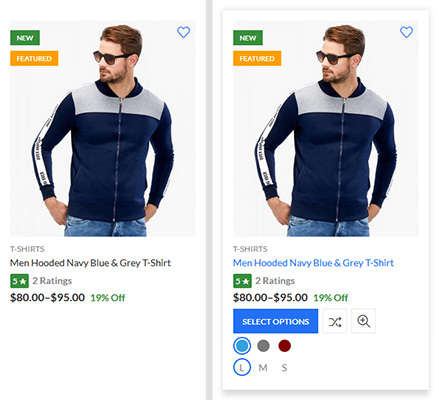 NEW
FEATURED
T-SHIRTS
Men Hooded Navy Blue & Grey T-Shirt
5 ★ 2 Ratings
$80.00–$95.00 19% Off
NEW
FEATURED
T-SHIRTS
Men Hooded Navy Blue & Grey T-Shirt
5 ★ 2 Ratings
$80.00–$95.00 19% Off
SELECT OPTIONS
L M S